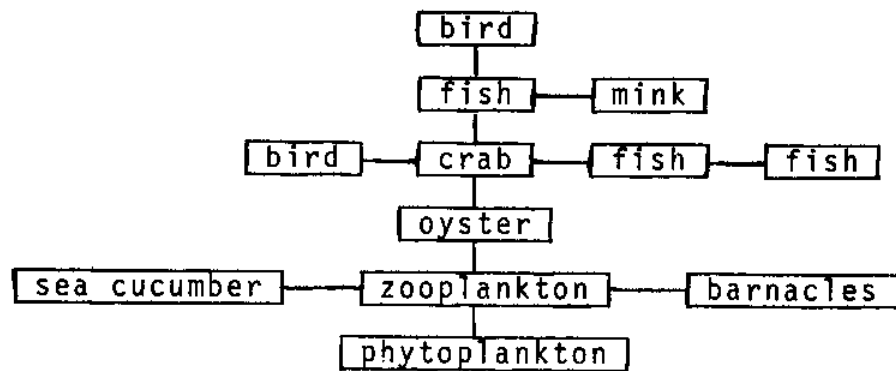 bird
fish mink
bird crab fish fish
oyster
sea cucumber zooplankton barnacles
phytoplankton